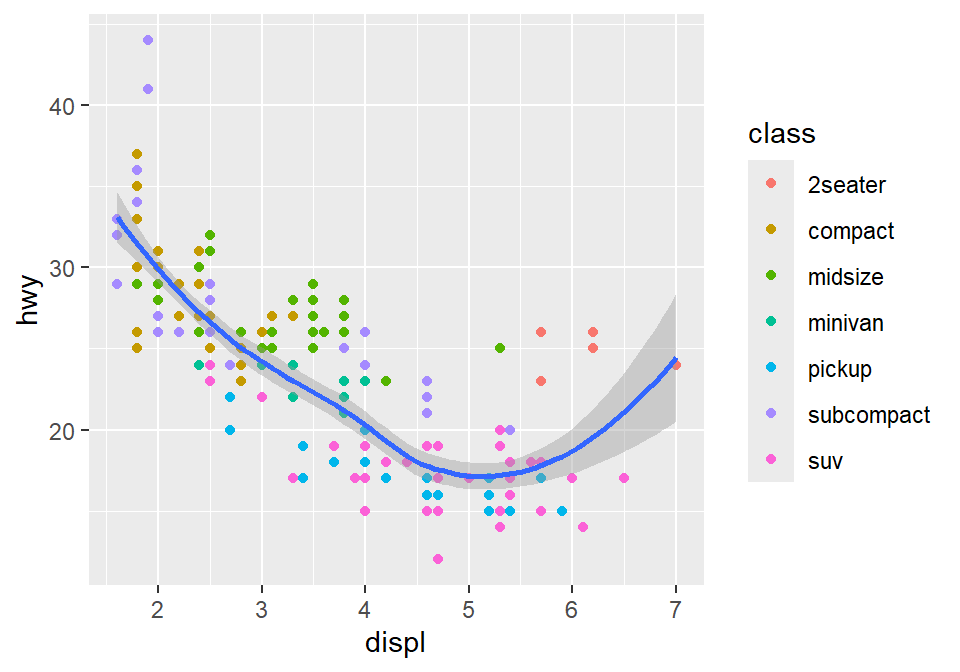 40
30
20
hwy
2 3 4 5 6 7
displ
class
2seater
compact
midsize
minivan
pickup
subcompact
suv